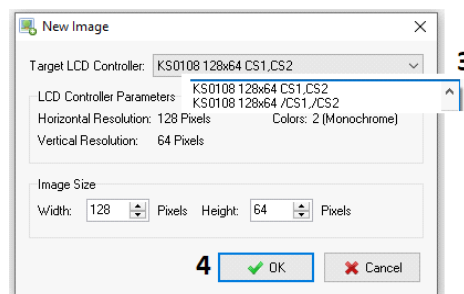 New Image
Target LCD Controller: KS0108 128x64 CS1,CS2
3
KS0108 128x64 CS1,CS2
KS0108 128x64 /CS1,/CS2
LCD Controller Parameters
Horizontal Resolution: 128 Pixels Colors: 2 (Monochrome)
Vertical Resolution: 64 Pixels
Image Size
Width: 128 Pixels Height: 64 Pixels
4 OK Cancel